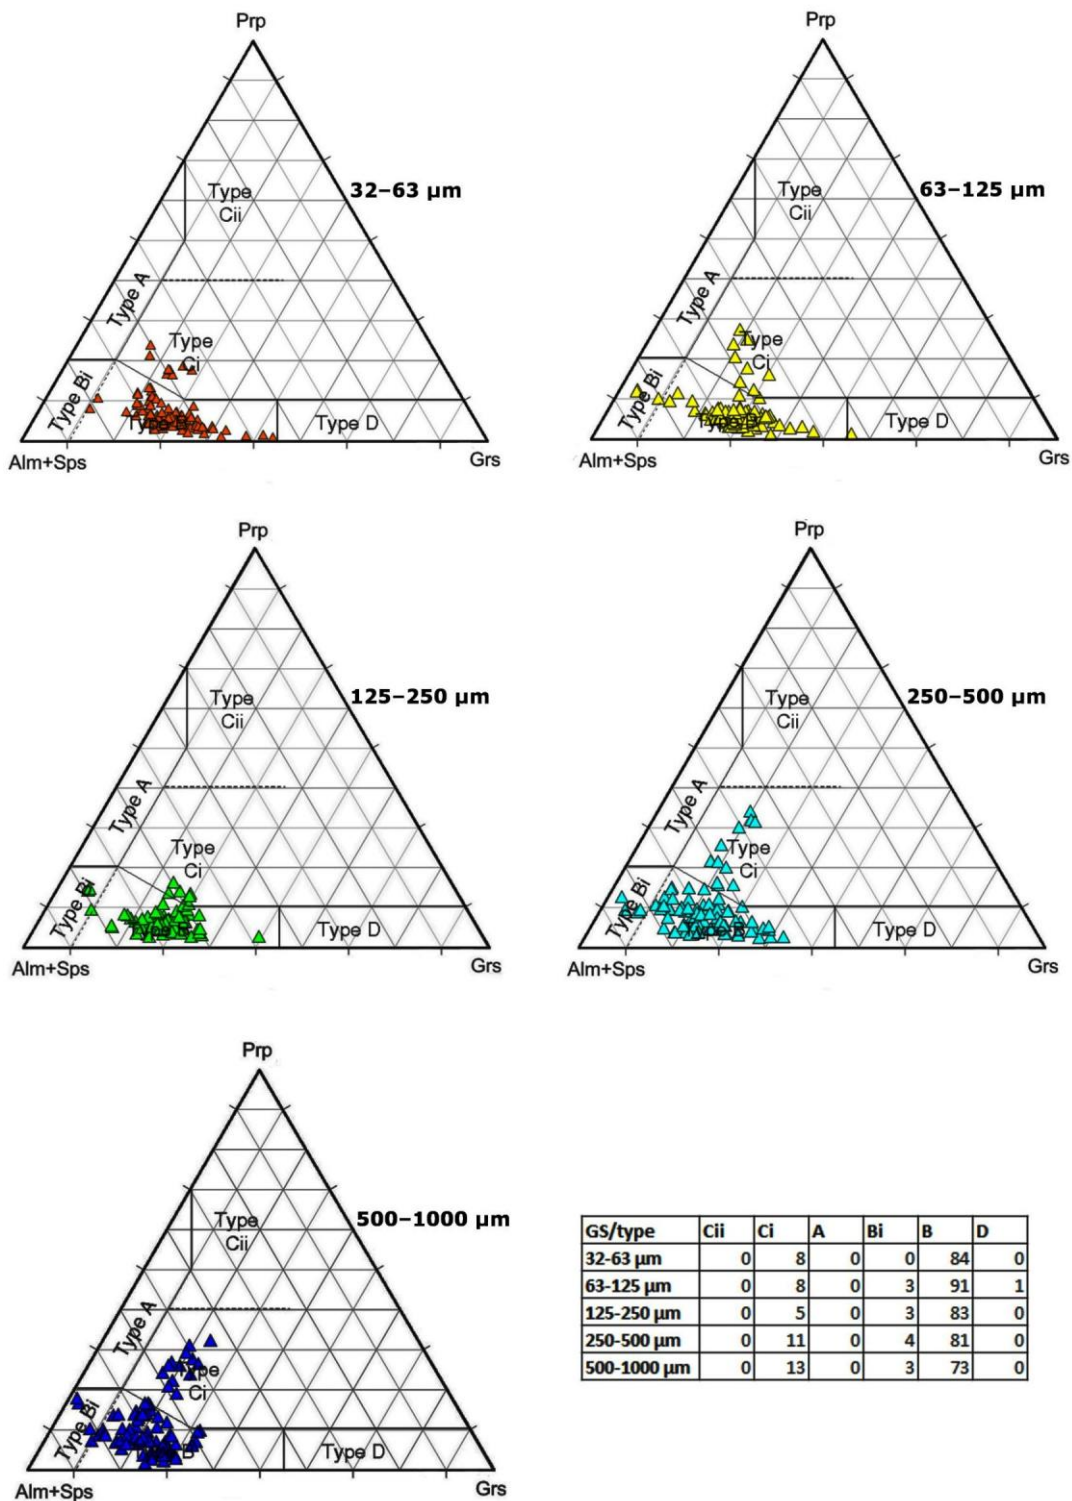 Prp
Type
Cii
32–63 µm
Type A
Type
Ci
Type Bi
Type B
Type D
Alm+Sps
Grs
Prp
Type
Cii
63–125 µm
Type A
Type
Ci
Type Bi
Type B
Type D
Alm+Sps
Grs
Prp
Type
Cii
125–250 µm
Type A
Type
Ci
Type Bi
Type B
Type D
Alm+Sps
Grs
Prp
Type
Cii
250–500 µm
Type A
Type
Ci
Type Bi
Type B
Type D
Alm+Sps
Grs
Prp
Type
Cii
500–1000 µm
Type A
Type
Ci
Type Bi
Type B
Type D
Alm+Sps
Grs
GS/type Cii Ci A Bi B D
32-63 µm 0 8 0 0 84 0
63-125 µm 0 8 0 3 91 1
125-250 µm 0 5 0 3 83 0
250-500 µm 0 11 0 4 81 0
500-1000 µm 0 13 0 3 73 0